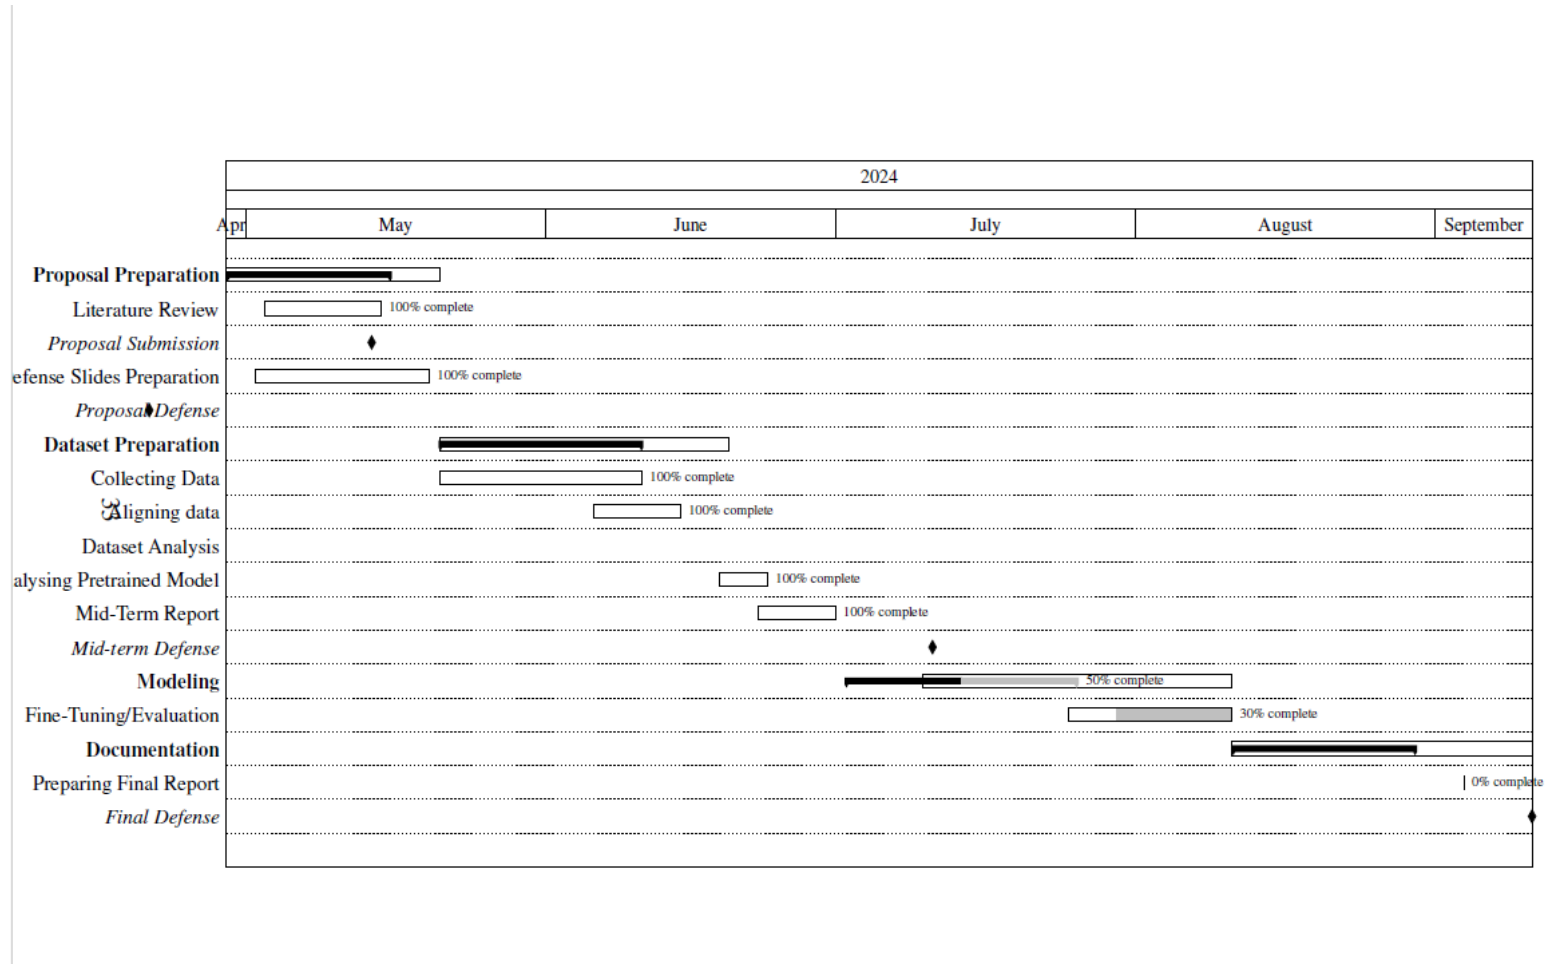 2024
Apr May June July August September
Proposal Preparation
Literature Review 100% complete
Proposal Submission
efense Slides Preparation 100% complete
Proposal Defense
Dataset Preparation
Collecting Data 100% complete
Aligning data 100% complete
Dataset Analysis
alysing Pretrained Model 100% complete
Mid-Term Report 100% complete
Mid-term Defense
Modeling 50% complete
Fine-Tuning/Evaluation 30% complete
Documentation
Preparing Final Report 0% complete
Final Defense